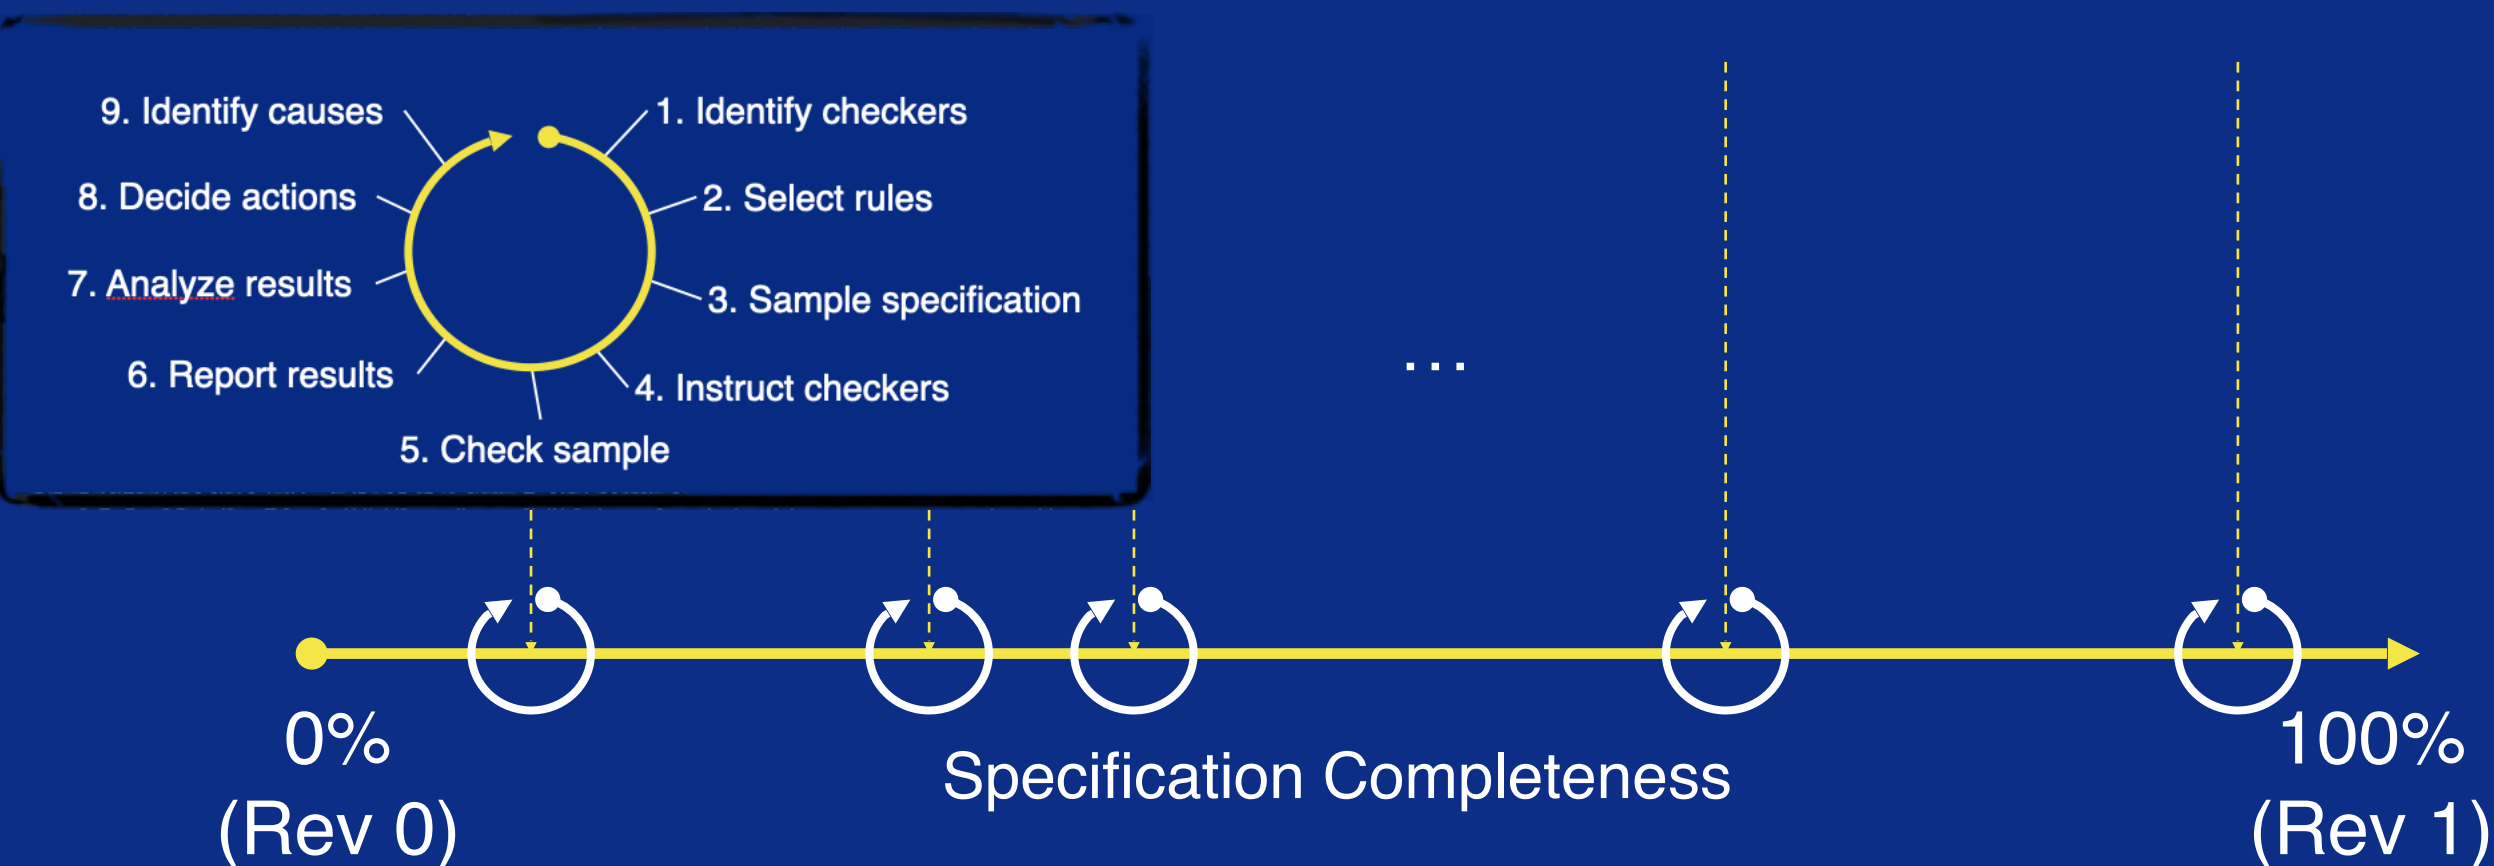 9. Identify causes
1. Identify checkers
8. Decide actions
2. Select rules
7. Analyze results
3. Sample specification
6. Report results
4. Instruct checkers
5. Check sample
...
0%
(Rev 0)
Specification Completeness
100%
(Rev 1)